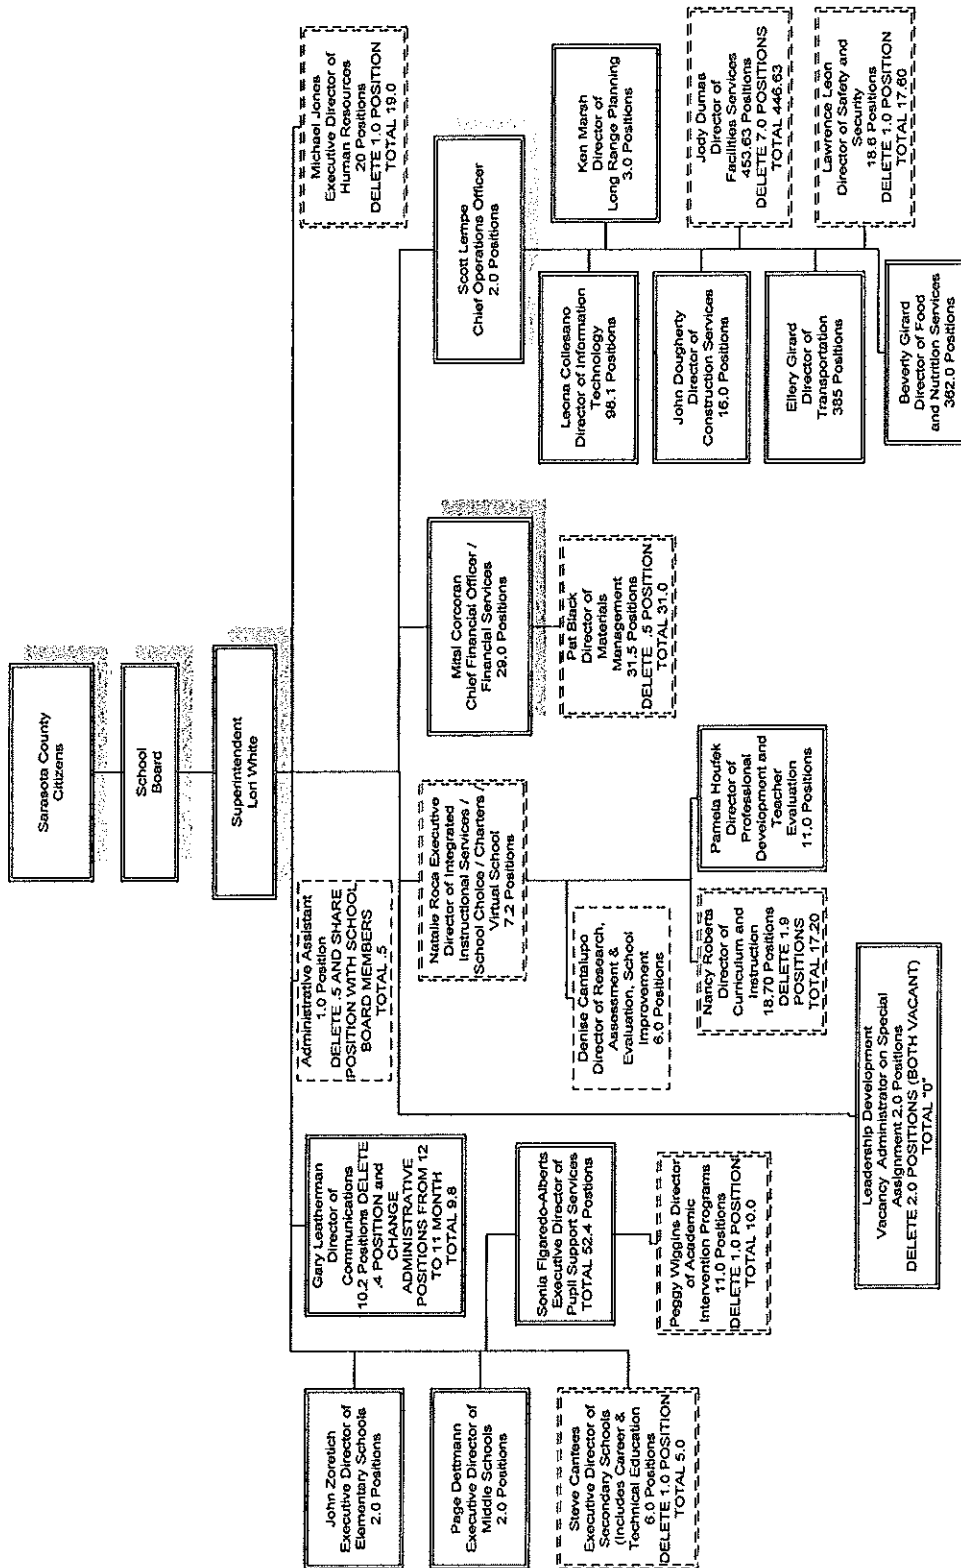 Sarasota County
Citizens
School
Board
Superintendent
Lori White
Administrative Assistant
1.0 Position
DELETE .5 AND SHARE
POSITION WITH SCHOOL
BOARD MEMBERS
TOTAL .5
Michael Jones
Executive Director of
Human Resources
20 Positions
DELETE 1.0 POSITION
TOTAL 19.0
Gary Leatherman
Director of
Communications
10.2 Positions DELETE
.4 POSITION and
CHANGE
ADMINISTRATIVE
POSITIONS FROM 12
TO 11 MONTH
TOTAL 9.8
John Zoretich
Executive Director of
Elementary Schools
2.0 Positions
Page Dettmann
Executive Director of
Middle Schools
2.0 Positions
Steve Cantees
Executive Director of
Secondary Schools
(Includes Career &
Technical Education
6.0 Positions
DELETE 1.0 POSITION
TOTAL 5.0
Sonia Figaredo-Alberts
Executive Director of
Pupil Support Services
TOTAL 52.4 Postions
Peggy Wiggins Director
of Academic
Intervention Programs
11.0 Positions
DELETE 1.0 POSITION
TOTAL 10.0
Natalie Roca Executive
Director of Integrated
Instructional Services /
School Choice / Charters /
Virtual School
7.2 Positions
Denise Cantalupo
Director of Research,
Assessment &
Evaluation, School
Improvement
6.0 Positions
Nancy Roberts
Director of
Curriculum and
Instruction
18.70 Positions
DELETE 1.9
POSITIONS
TOTAL 17.20
Pamela Houfek
Director of
Professional
Development and
Teacher
Evaluation
11.0 Positions
Leadership Development
Vacancy Administrator on Special
Assignment 2.0 Positions
DELETE 2.0 POSITIONS (BOTH VACANT)
TOTAL "0"
Mitsi Corcoran
Chief Financial Officer /
Financial Services
29.0 Positions
Pat Black
Director of
Materials
Management
31.5 Positions
DELETE .5 POSITION
TOTAL 31.0
Scott Lempe
Chief Operations Officer
2.0 Positions
Leona Collesano
Director of Information
Technology
98.1 Positions
Ken Marsh
Director of
Long Range Planning
3.0 Positions
John Dougherty
Director of
Construction Services
16.0 Positions
Jody Dumas
Director of
Facilities Services
453.63 Positions
DELETE 7.0 POSITIONS
TOTAL 446.63
Ellery Girard
Director of
Transportation
385 Positions
Lawrence Leon
Director of Safety and
Security
18.6 Positions
DELETE 1.0 POSITION
TOTAL 17.60
Beverly Girard
Director of Food
and Nutrition Services
362.0 Positions